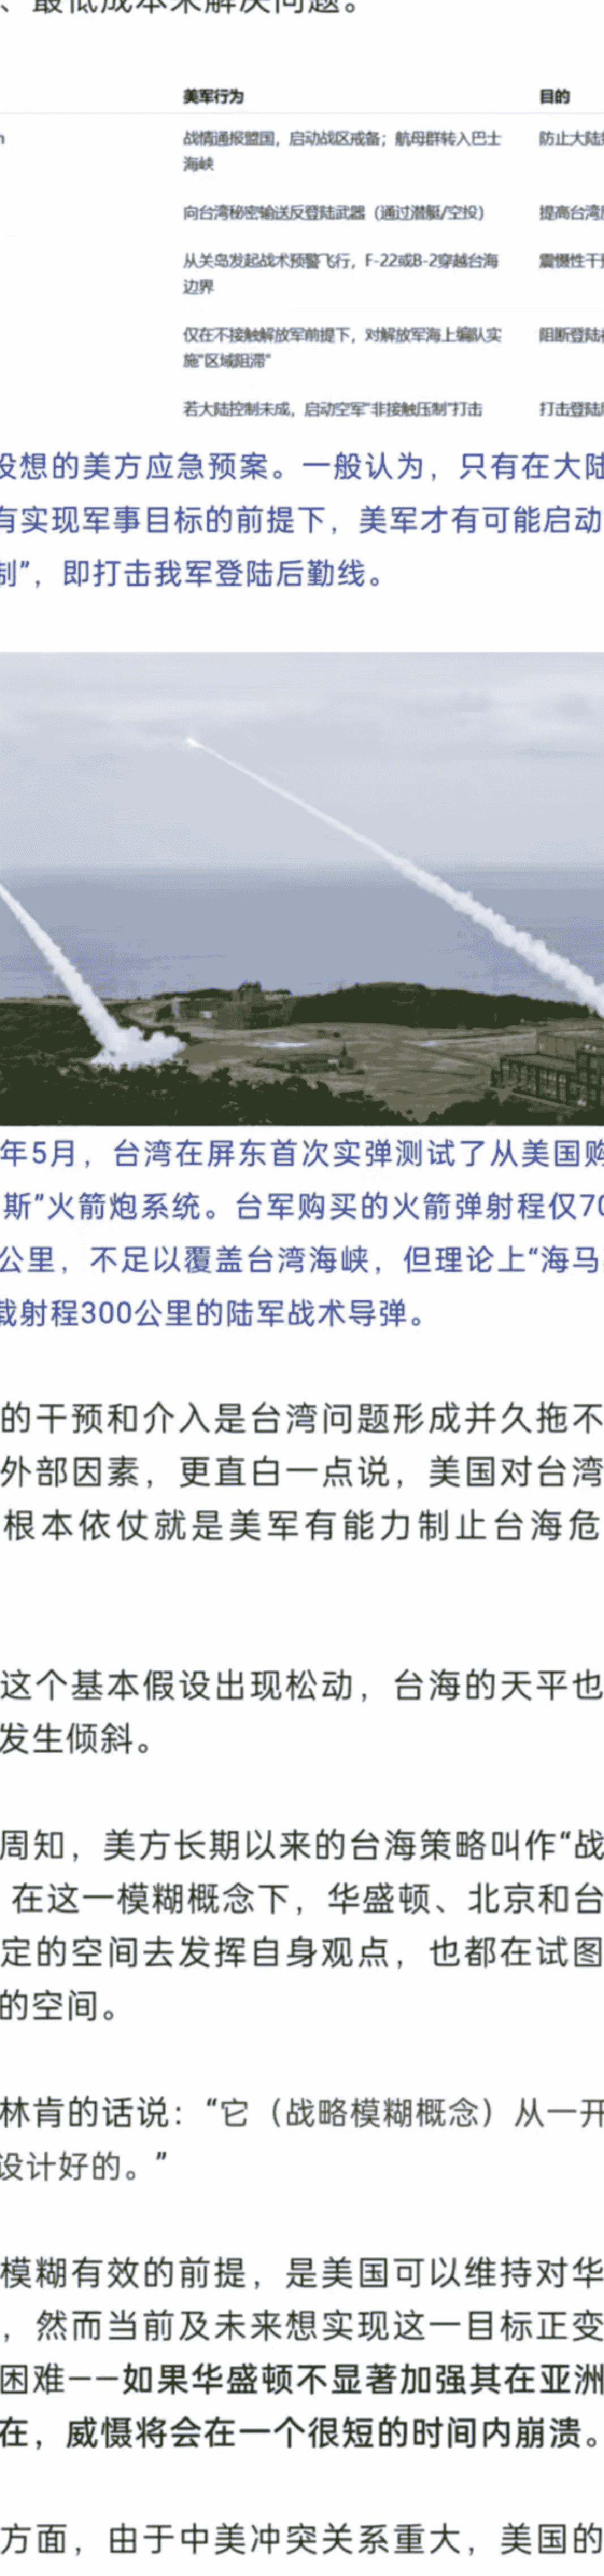 、最低成本来解决问题。
美军行为 目的
战情通报盟国，启动战区戒备；航母群转入巴士 防止大陆
海峡
向台湾秘密输送反登陆武器（通过潜艇/空投） 提高台湾
从关岛发起战术预警飞行，F-22或B-2穿越台海 震慑性干
边界
仅在不接触解放军前提下，对解放军海上编队实 阻断登陆
施“区域阻滞”
若大陆控制未成，启动空军“非接触压制”打击 打击登陆
设想的美方应急预案。一般认为，只有在大陆
有实现军事目标的前提下，美军才有可能启动
制”，即打击我军登陆后勤线。
年5月，台湾在屏东首次实弹测试了从美国购
斯”火箭炮系统。台军购买的火箭弹射程仅70
公里，不足以覆盖台湾海峡，但理论上“海马
载射程300公里的陆军战术导弹。
的干预和介入是台湾问题形成并久拖不
外部因素，更直白一点说，美国对台湾
根本依仗就是美军有能力制止台海危
这个基本假设出现松动，台海的天平也
发生倾斜。
周知，美方长期以来的台海策略叫作“战
，在这一模糊概念下，华盛顿、北京和台
定的空间去发挥自身观点，也都在试图
的空间。
林肯的话说：“它（战略模糊概念）从一开
设计好的。”
模糊有效的前提，是美国可以维持对华
，然而当前及未来想实现这一目标正变
困难——如果华盛顿不显著加强其在亚洲
在，威慑将会在一个很短的时间内崩溃。
方面，由于中美冲突关系重大，美国的